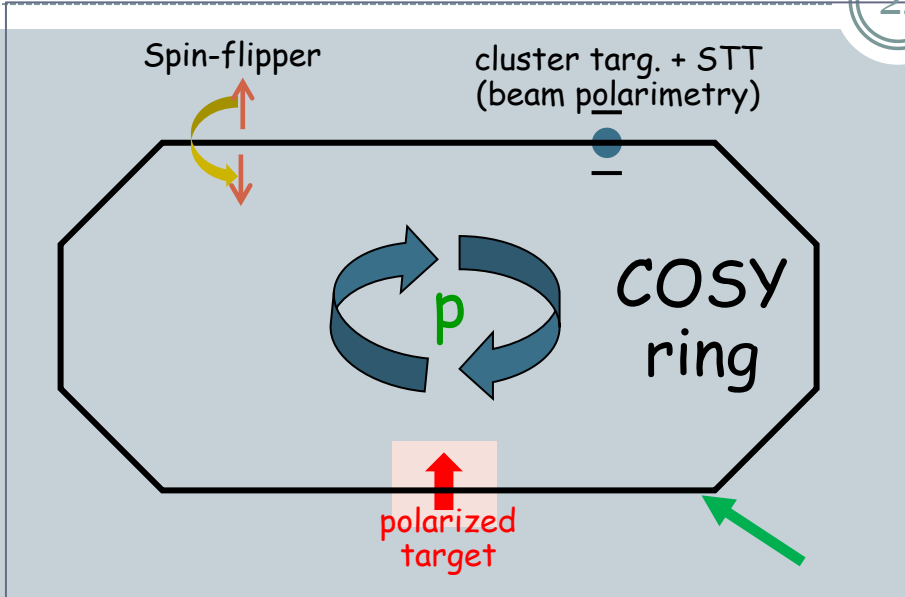 Spin-flipper
cluster targ. + STT
(beam polarimetry)
COSY
ring
p
polarized
target